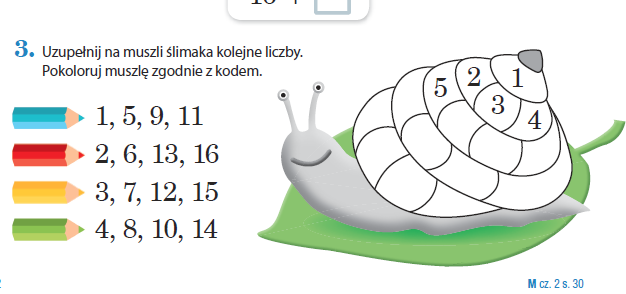 3. Uzupełnij na muszli ślimaka kolejne liczby.
Pokoloruj muszlę zgodnie z kodem.
1, 5, 9, 11
2, 6, 13, 16
3, 7, 12, 15
4, 8, 10, 14
5 2 1
3 4
M cz. 2 s. 30